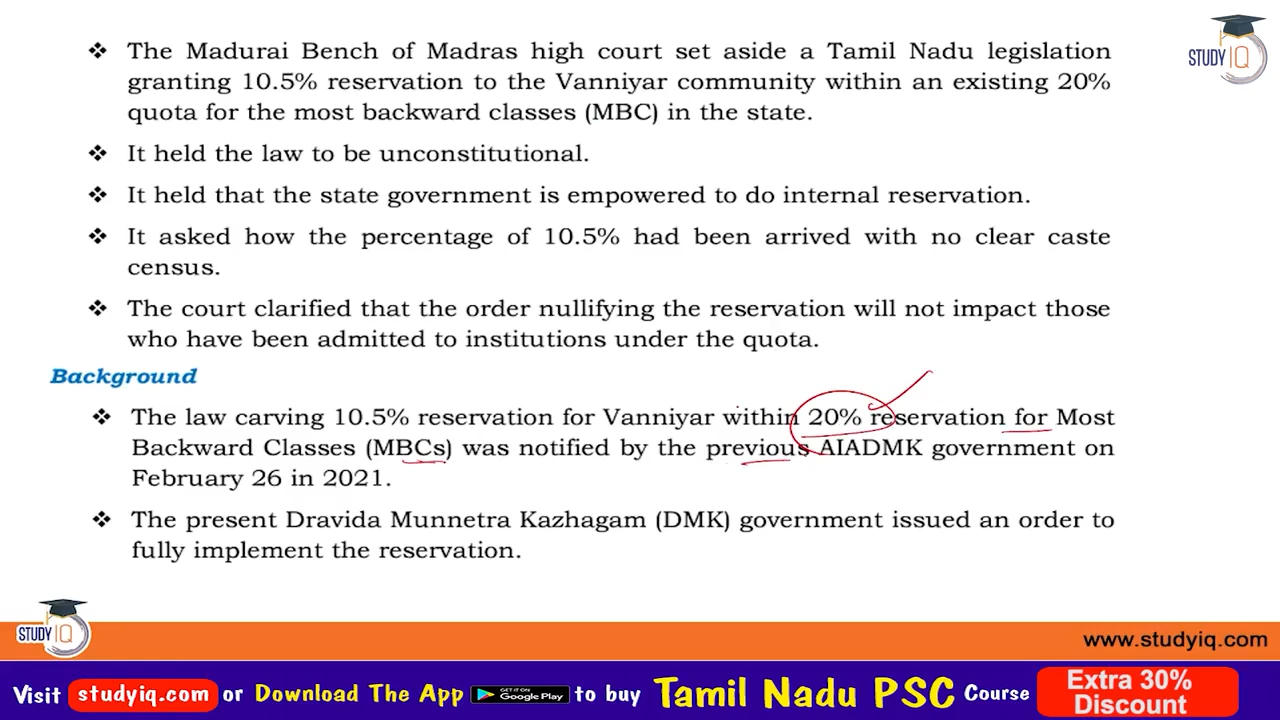 ❖ The Madurai Bench of Madras high court set aside a Tamil Nadu legislation
granting 10.5% reservation to the Vanniyar community within an existing 20%
quota for the most backward classes (MBC) in the state.
❖ It held the law to be unconstitutional.
❖ It held that the state government is empowered to do internal reservation.
❖ It asked how the percentage of 10.5% had been arrived with no clear caste
census.
❖ The court clarified that the order nullifying the reservation will not impact those
who have been admitted to institutions under the quota.
Background
❖ The law carving 10.5% reservation for Vanniyar within 20% reservation for Most
Backward Classes (MBCs) was notified by the previous AIADMK government on
February 26 in 2021.
❖ The present Dravida Munnetra Kazhagam (DMK) government issued an order to
fully implement the reservation.
STUDY IQ
STUDY IQ
www.studyiq.com
Visit studyiq.com or Download The App GET IT ON Google Play to buy Tamil Nadu PSC Course Extra 30%
Discount